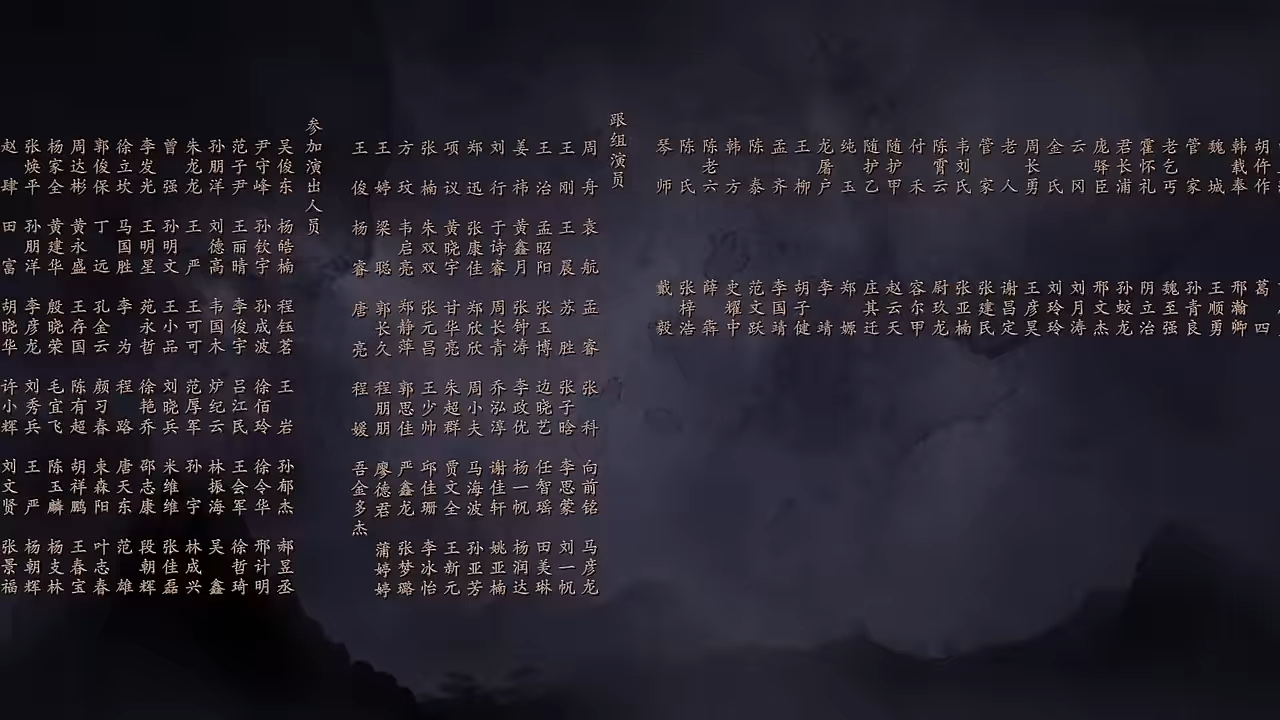 胡仵作 葛四
韩载奉 邢瀚卿
魏城 王顺勇
管家 孙青良
老乞丐 魏至强
霍怀礼 阴立治
君长浦 吕蛟龙
庞驿臣 邢文杰
云冈 刘月涛
金氏 刘玲玲
周长勇 王彦昊
老人 谢昌定
管家 张建民
韦刘氏 张亚楠
陈霄云 尉玄龙
付禾 容尔甲
随护甲 赵云天
随护乙 庄其迁
纯玉 郑嫄
龙屠户 李靖
王柳 胡子健
孟齐 李国靖
陈泰 范文跃
韩方 史耀中
陈老六 薛犇
陈氏 张梓浩
琴师 戴毅
跟组演员
周舟 袁航 孟睿 张科 向前铭 马彦龙
王刚 王晨 苏胜 张子晗 李思蒙 刘一帆
王治 孟昭阳 张玉博 边晓艺 任智瑶 田美琳
姜祎 黄鑫月 张钟涛 李政优 杨一帆 杨润达
刘行 于诗睿 周长青 乔泓淳 谢佳轩 姚亚楠
郑迅 张康佳 郑欣欣 周小夫 马海波 孙亚芳
项议 黄晓宇 甘华亮 朱超群 贾文全 王新元
张楠 朱双双 张元昌 王少帅 邱佳珊 李冰怡
方玟 韦启亮 郑静萍 郭思佳 严鑫龙 张梦璐
王婷 梁聪 郭长久 程朋朋 廖德君 蒲婷婷
王俊 杨睿 唐亮 程媛 吾金多杰
参加演出人员
吴俊东 杨皓楠 程钰茗 王岩 孙郁杰 郝昱丞
尹守峰 孙钦宇 孙成波 徐佰玲 徐令华 邢计明
范子尹 王丽晴 李俊宇 吕江民 王会军 徐哲琦
孙朋洋 刘德高 韦国木 炉纪云 林振海 吴鑫
朱龙龙 王严 王可可 范厚军 孙宇 林成兴
曾强 孙明文 王小品 刘晓兵 米维维 张佳磊
李发光 王明星 苑永哲 徐艳乔 邵志康 段朝辉
徐立坎 马国胜 李为 程路 唐天东 范雄
郭俊保 丁远 孔金云 颜习春 束森阳 叶志春
周达彬 黄永盛 王存国 陈有超 胡祥鹏 王春宝
杨家全 黄建华 殷晓荣 毛宜飞 陈玉麟 杨支林
张焕平 孙朋洋 李彦龙 刘秀兵 王严 杨朝辉
赵肆 田富 胡晓华 许小辉 刘文贤 张景福